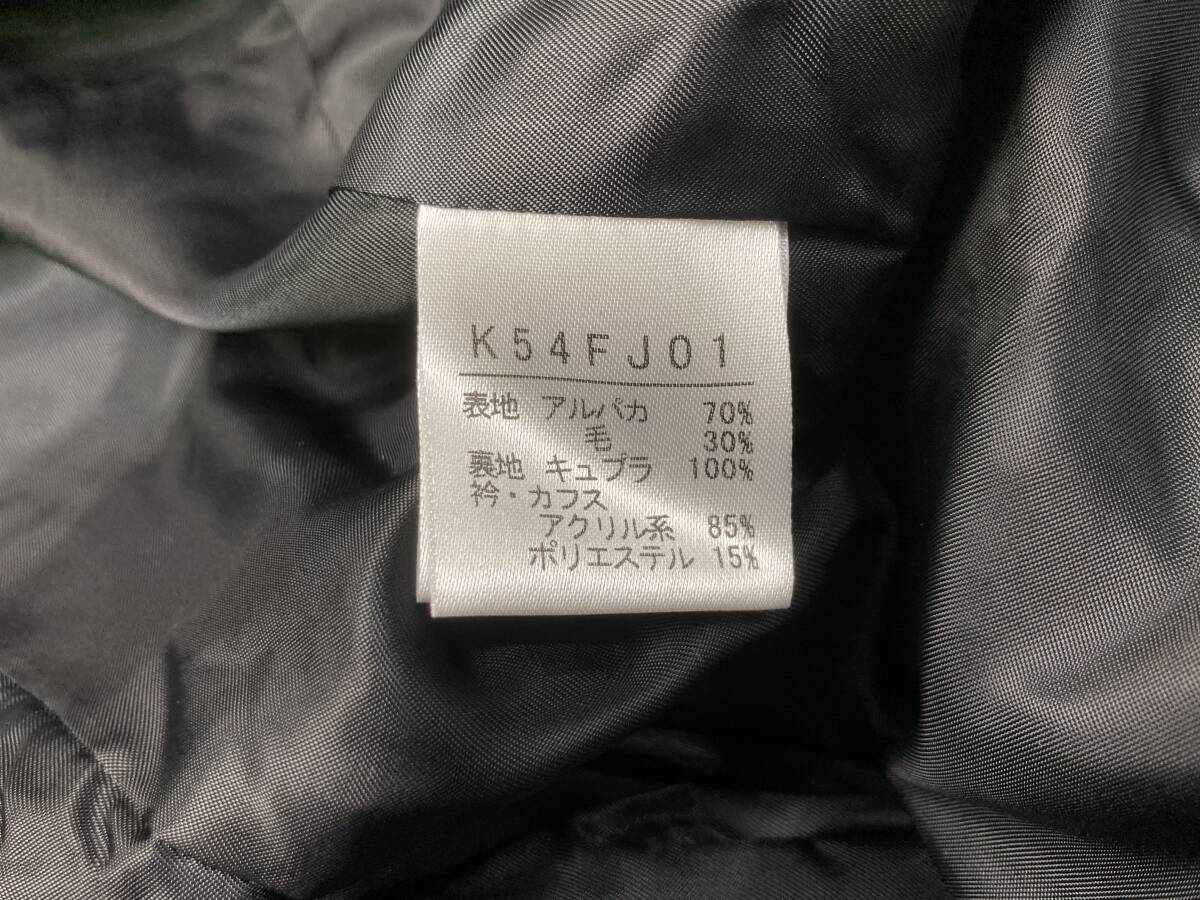 K54FJ01
表地 アルパカ 70%
毛 30%
裏地 キュプラ 100%
衿・カフス
アクリル系 85%
ポリエステル 15%